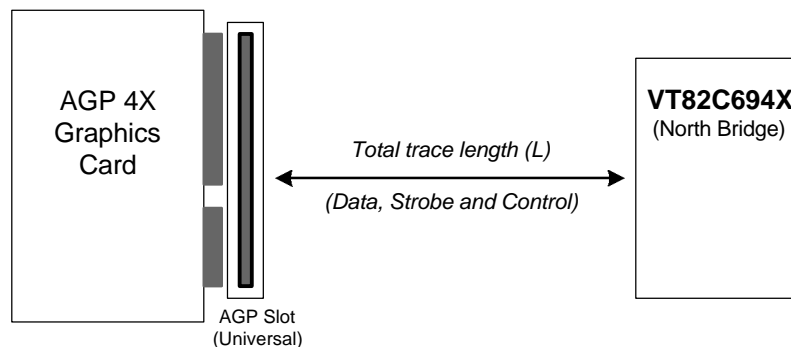 AGP 4X
Graphics
Card
Total trace length (L)
(Data, Strobe and Control)
VT82C694X
(North Bridge)
AGP Slot
(Universal)